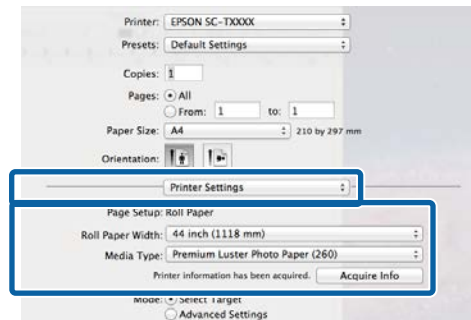 Printer: EPSON SC-TXXXX
Presets: Default Settings
Copies: 1
Pages: All
From: 1 to: 1
Paper Size: A4 210 by 297 mm
Orientation:
Printer Settings
Page Setup: Roll Paper
Roll Paper Width: 44 inch (1118 mm)
Media Type: Premium Luster Photo Paper (260)
Printer information has been acquired. Acquire Info
Mode: Select Target
Advanced Settings